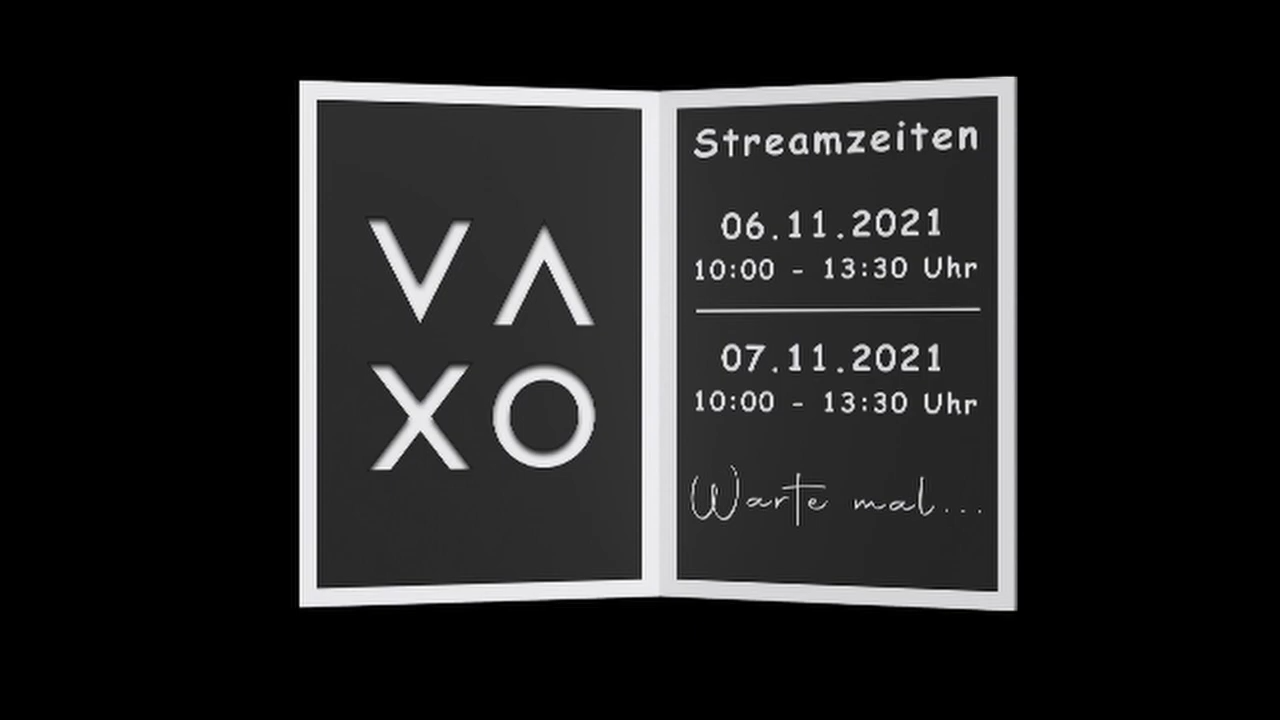 VA
XO
Streamzeiten
06.11.2021
10:00 - 13:30 Uhr
07.11.2021
10:00 - 13:30 Uhr
Warte mal...